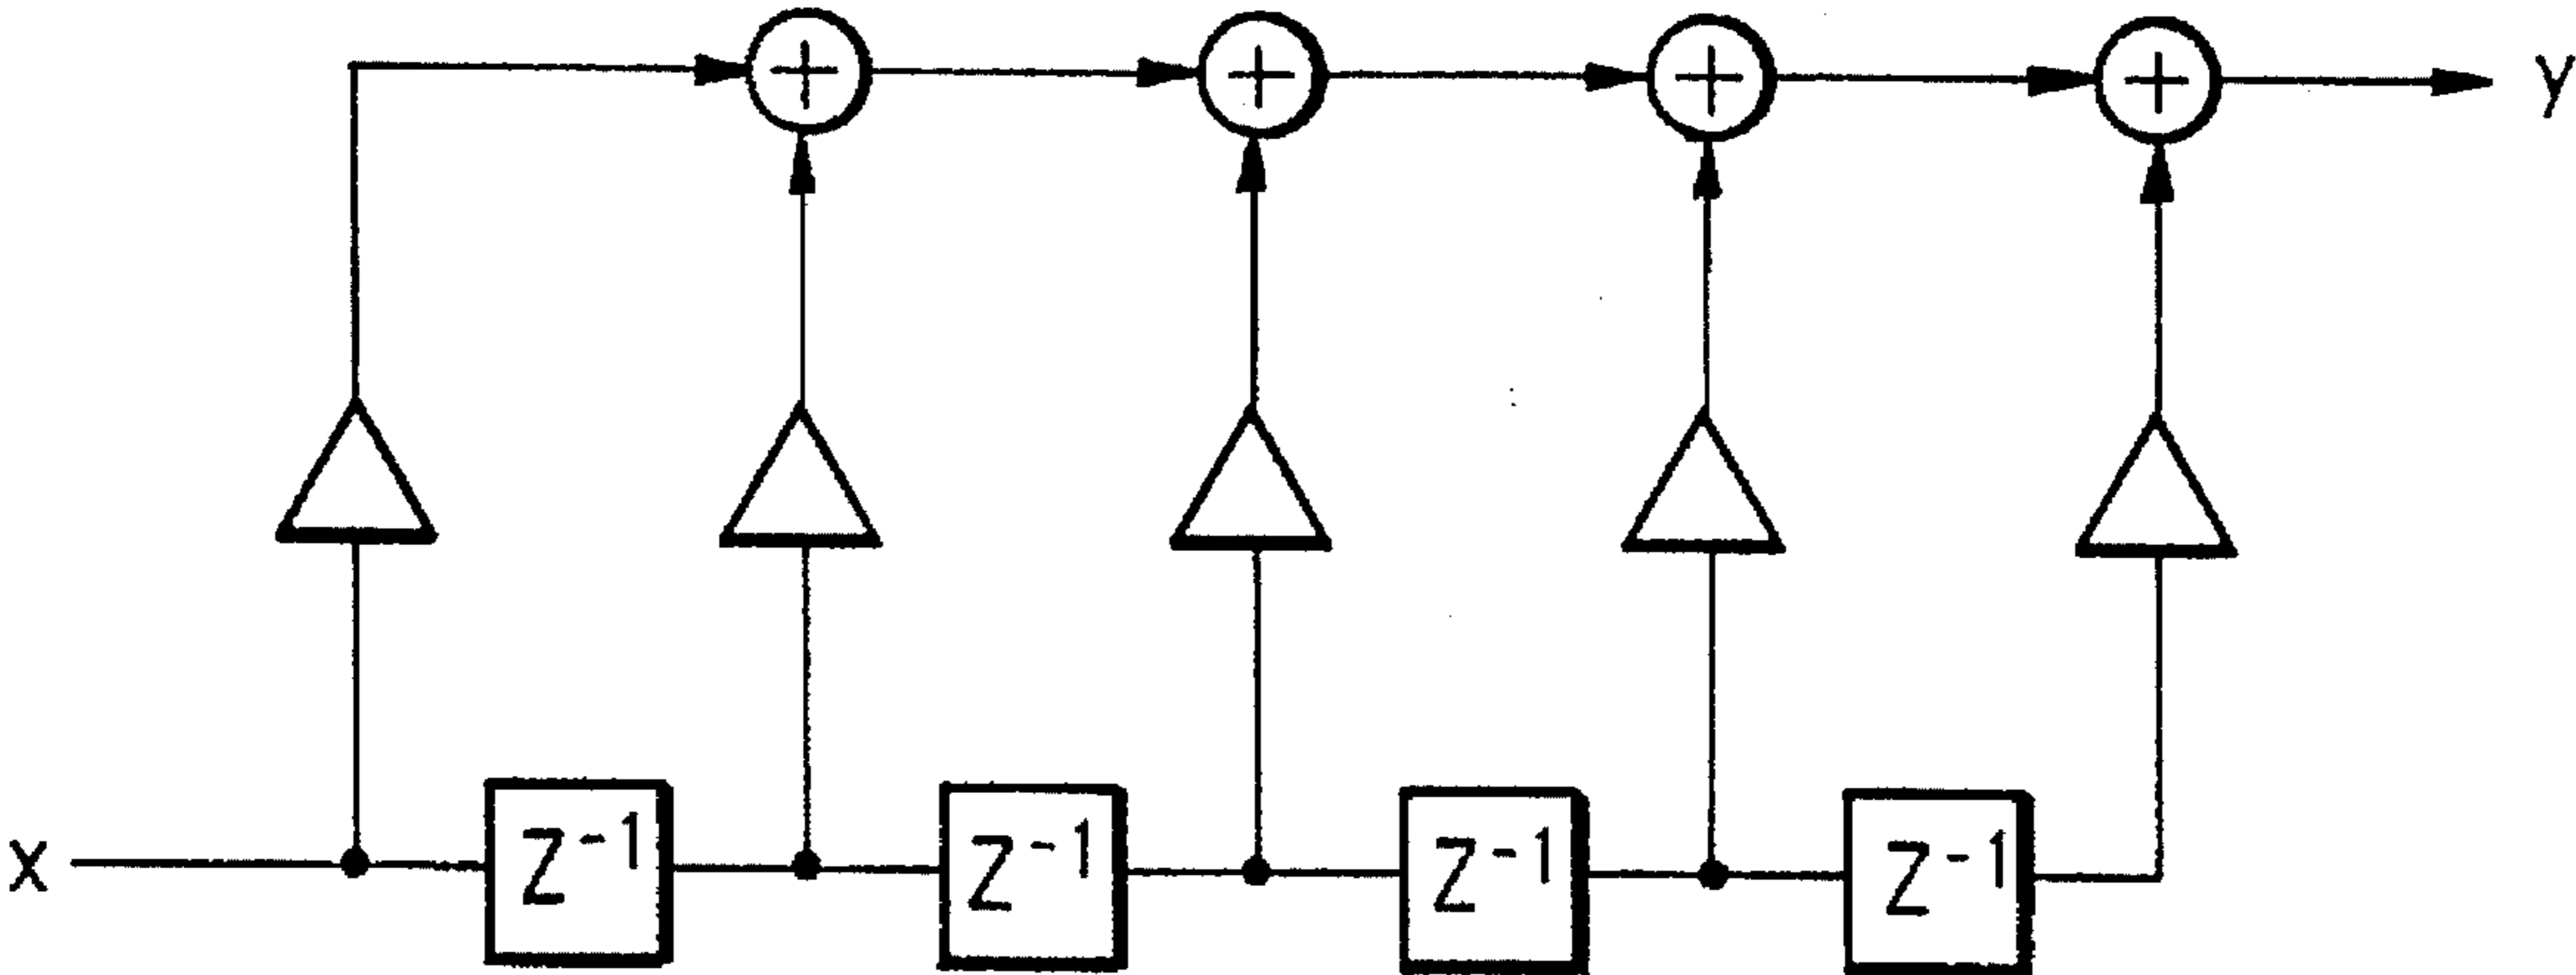 + + + + y
x Z⁻¹ Z⁻¹ Z⁻¹ Z⁻¹